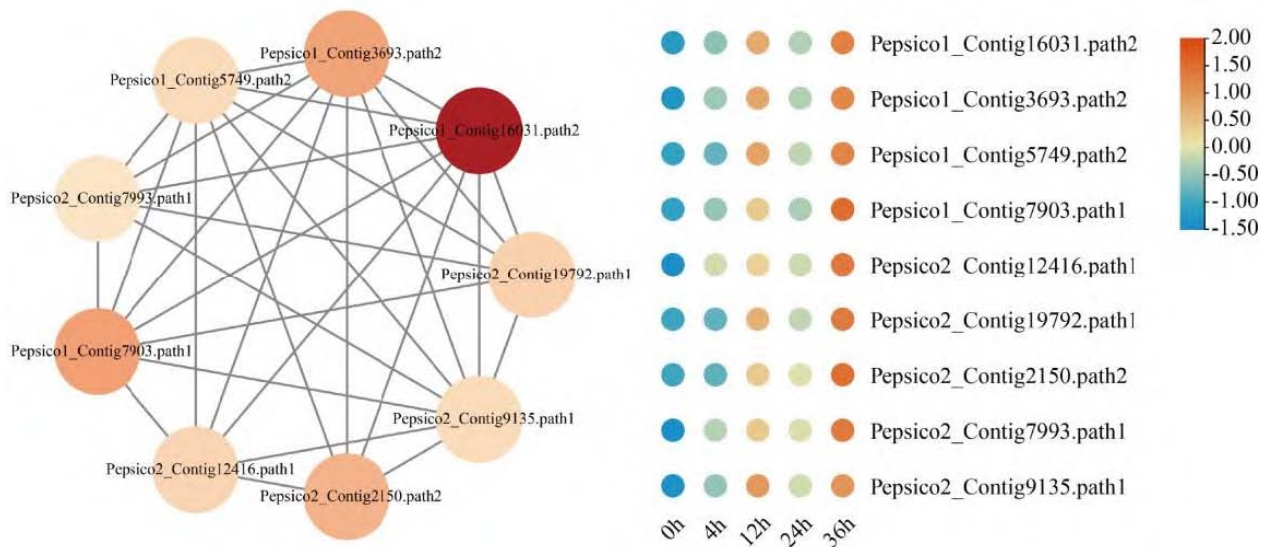 Pepsico1_Contig3693.path2
Pepsico1_Contig5749.path2
Pepsico1_Contig16031.path2
Pepsico2_Contig7993.path1
Pepsico2_Contig19792.path1
Pepsico1_Contig7903.path1
Pepsico2_Contig9135.path1
Pepsico2_Contig12416.path1
Pepsico2_Contig2150.path2
Pepsico1_Contig16031.path2
Pepsico1_Contig3693.path2
Pepsico1_Contig5749.path2
Pepsico1_Contig7903.path1
Pepsico2_Contig12416.path1
Pepsico2_Contig19792.path1
Pepsico2_Contig2150.path2
Pepsico2_Contig7993.path1
Pepsico2_Contig9135.path1
0h 4h 12h 24h 36h
2.00
1.50
1.00
0.50
0.00
-0.50
-1.00
-1.50